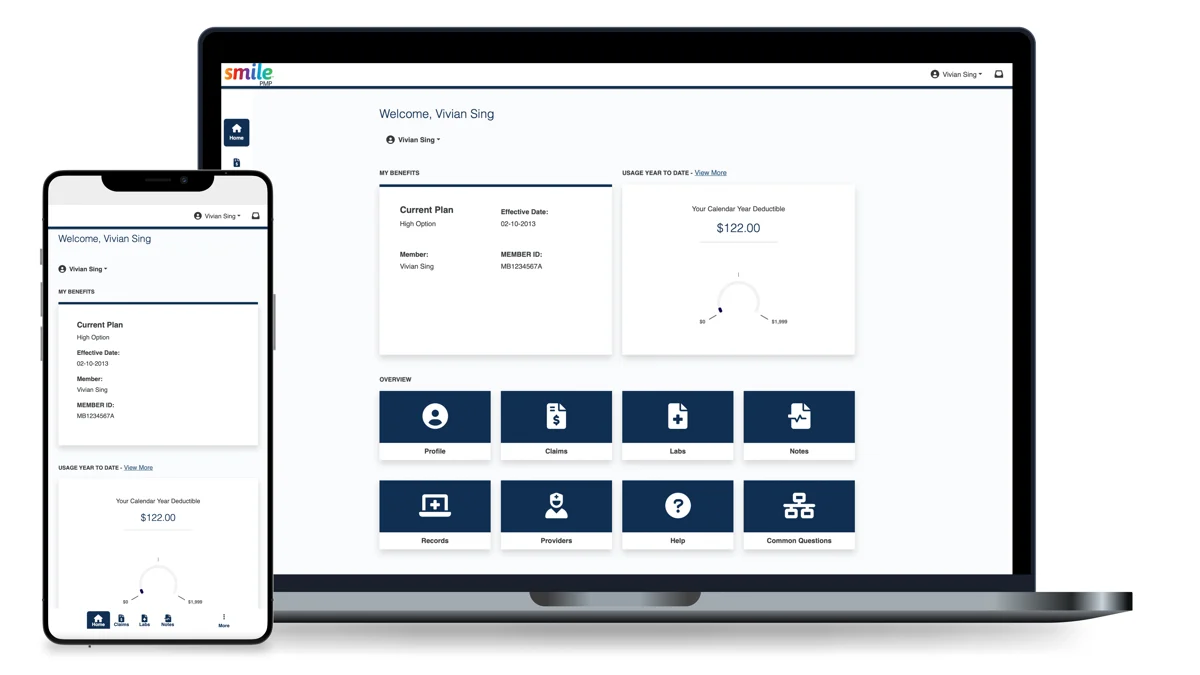 smile
PMP
Vivian Sing
Home
Welcome, Vivian Sing
Vivian Sing
MY BENEFITS
Current Plan
High Option
Effective Date:
02-10-2013
Member:
Vivian Sing
MEMBER ID:
MB1234567A
USAGE YEAR TO DATE - View More
Your Calendar Year Deductible
$122.00
$0
$1,999
OVERVIEW
Profile
Claims
Labs
Notes
Records
Providers
Help
Common Questions
Vivian Sing
Welcome, Vivian Sing
Vivian Sing
MY BENEFITS
Current Plan
High Option
Effective Date:
02-10-2013
Member:
Vivian Sing
MEMBER ID:
MB1234567A
USAGE YEAR TO DATE - View More
Your Calendar Year Deductible
$122.00
$0
$1,999
Home
Claims
Labs
Notes
More